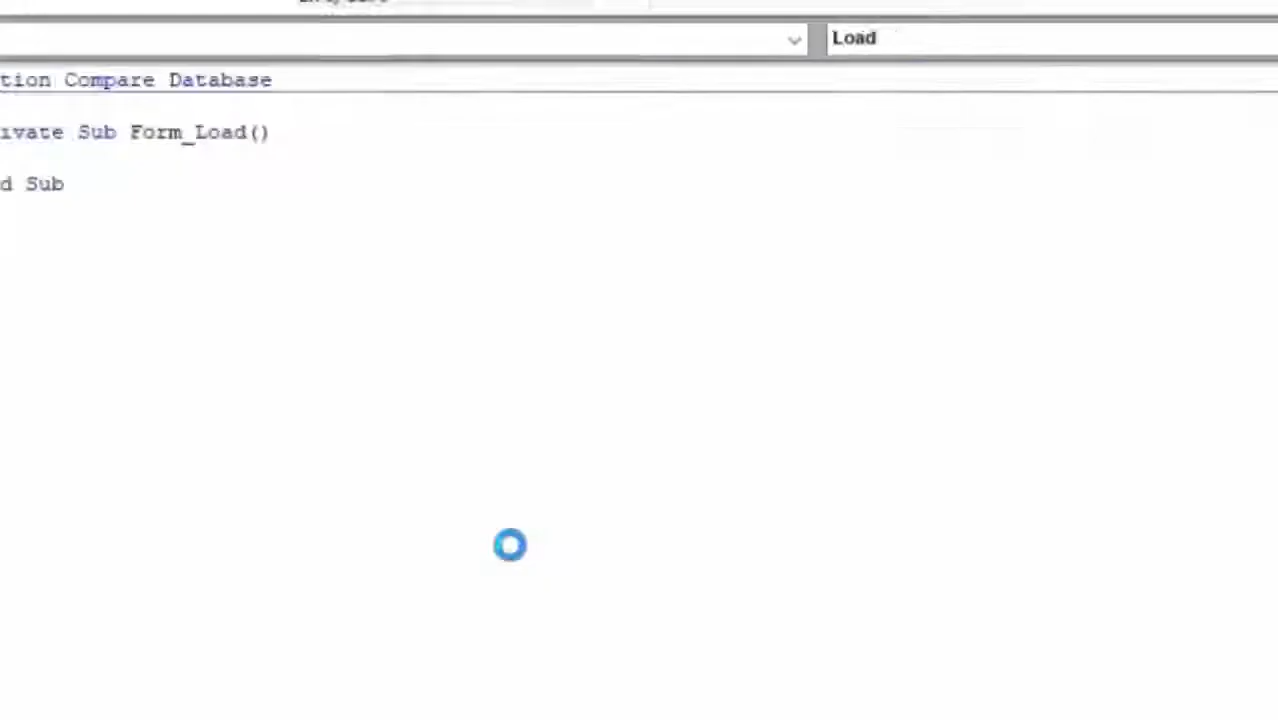 Load
tion Compare Database
ivate Sub Form_Load()
d Sub